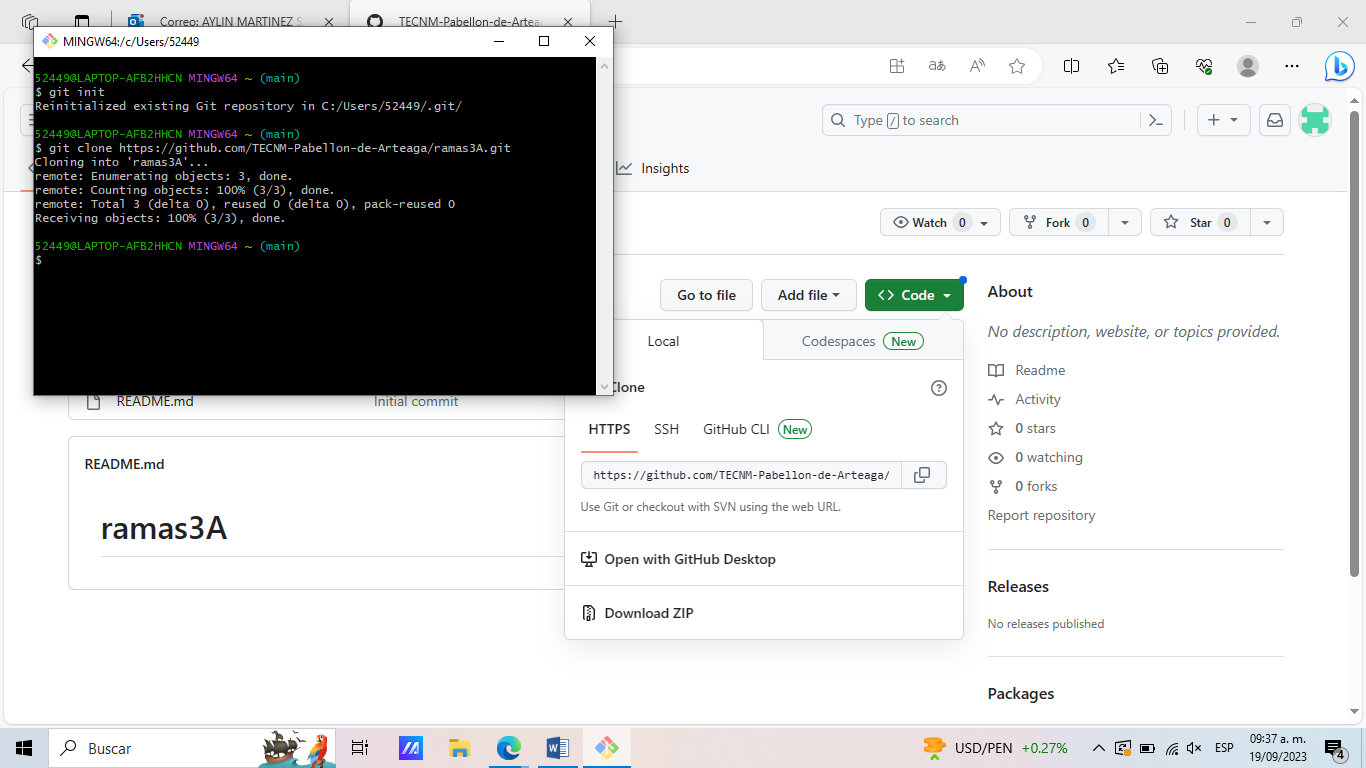 Correo: AYLIN MARTINEZ S
TECNM-Pabellon-de-Arteaga
MINGW64:/c/Users/52449
52449@LAPTOP-AFB2HHCN MINGW64 ~ (main)
$ git init
Reinitialized existing Git repository in C:/Users/52449/.git/
52449@LAPTOP-AFB2HHCN MINGW64 ~ (main)
$ git clone https://github.com/TECNM-Pabellon-de-Arteaga/ramas3A.git
Cloning into 'ramas3A'...
remote: Enumerating objects: 3, done.
remote: Counting objects: 100% (3/3), done.
remote: Total 3 (delta 0), reused 0 (delta 0), pack-reused 0
Receiving objects: 100% (3/3), done.
52449@LAPTOP-AFB2HHCN MINGW64 ~ (main)
$
Type / to search
Insights
Watch 0
Fork 0
Star 0
Go to file
Add file
Code
Local
Codespaces New
Clone
HTTPS
SSH
GitHub CLI New
https://github.com/TECNM-Pabellon-de-Arteaga/
Use Git or checkout with SVN using the web URL.
Open with GitHub Desktop
Download ZIP
README.md
Initial commit
README.md
ramas3A
About
No description, website, or topics provided.
Readme
Activity
0 stars
0 watching
0 forks
Report repository
Releases
No releases published
Packages
Buscar
USD/PEN +0.27%
ESP
09:37 a. m.
19/09/2023
4